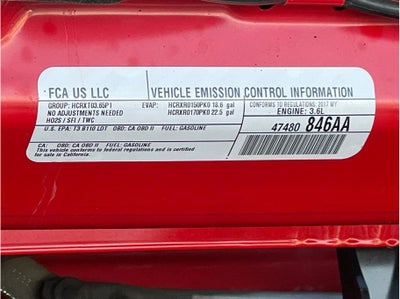 FCA US LLC
VEHICLE EMISSION CONTROL INFORMATION
GROUP: HCRXT03.65P1 EVAP: HCRXR0150PK0 18.6 gal CONFORMS TO REGULATIONS: 2017 MY
NO ADJUSTMENTS NEEDED HCRXR0170PK0 22.5 gal ENGINE: 3.6L
HO2S / SFI / TWC
U.S. EPA: T3 B110 LDT OBD: CA OBD II FUEL: GASOLINE 47480 846AA
CA: OBD: CA OBD II FUEL: GASOLINE
Conforms to federal regulations and is certified
for sale in California.